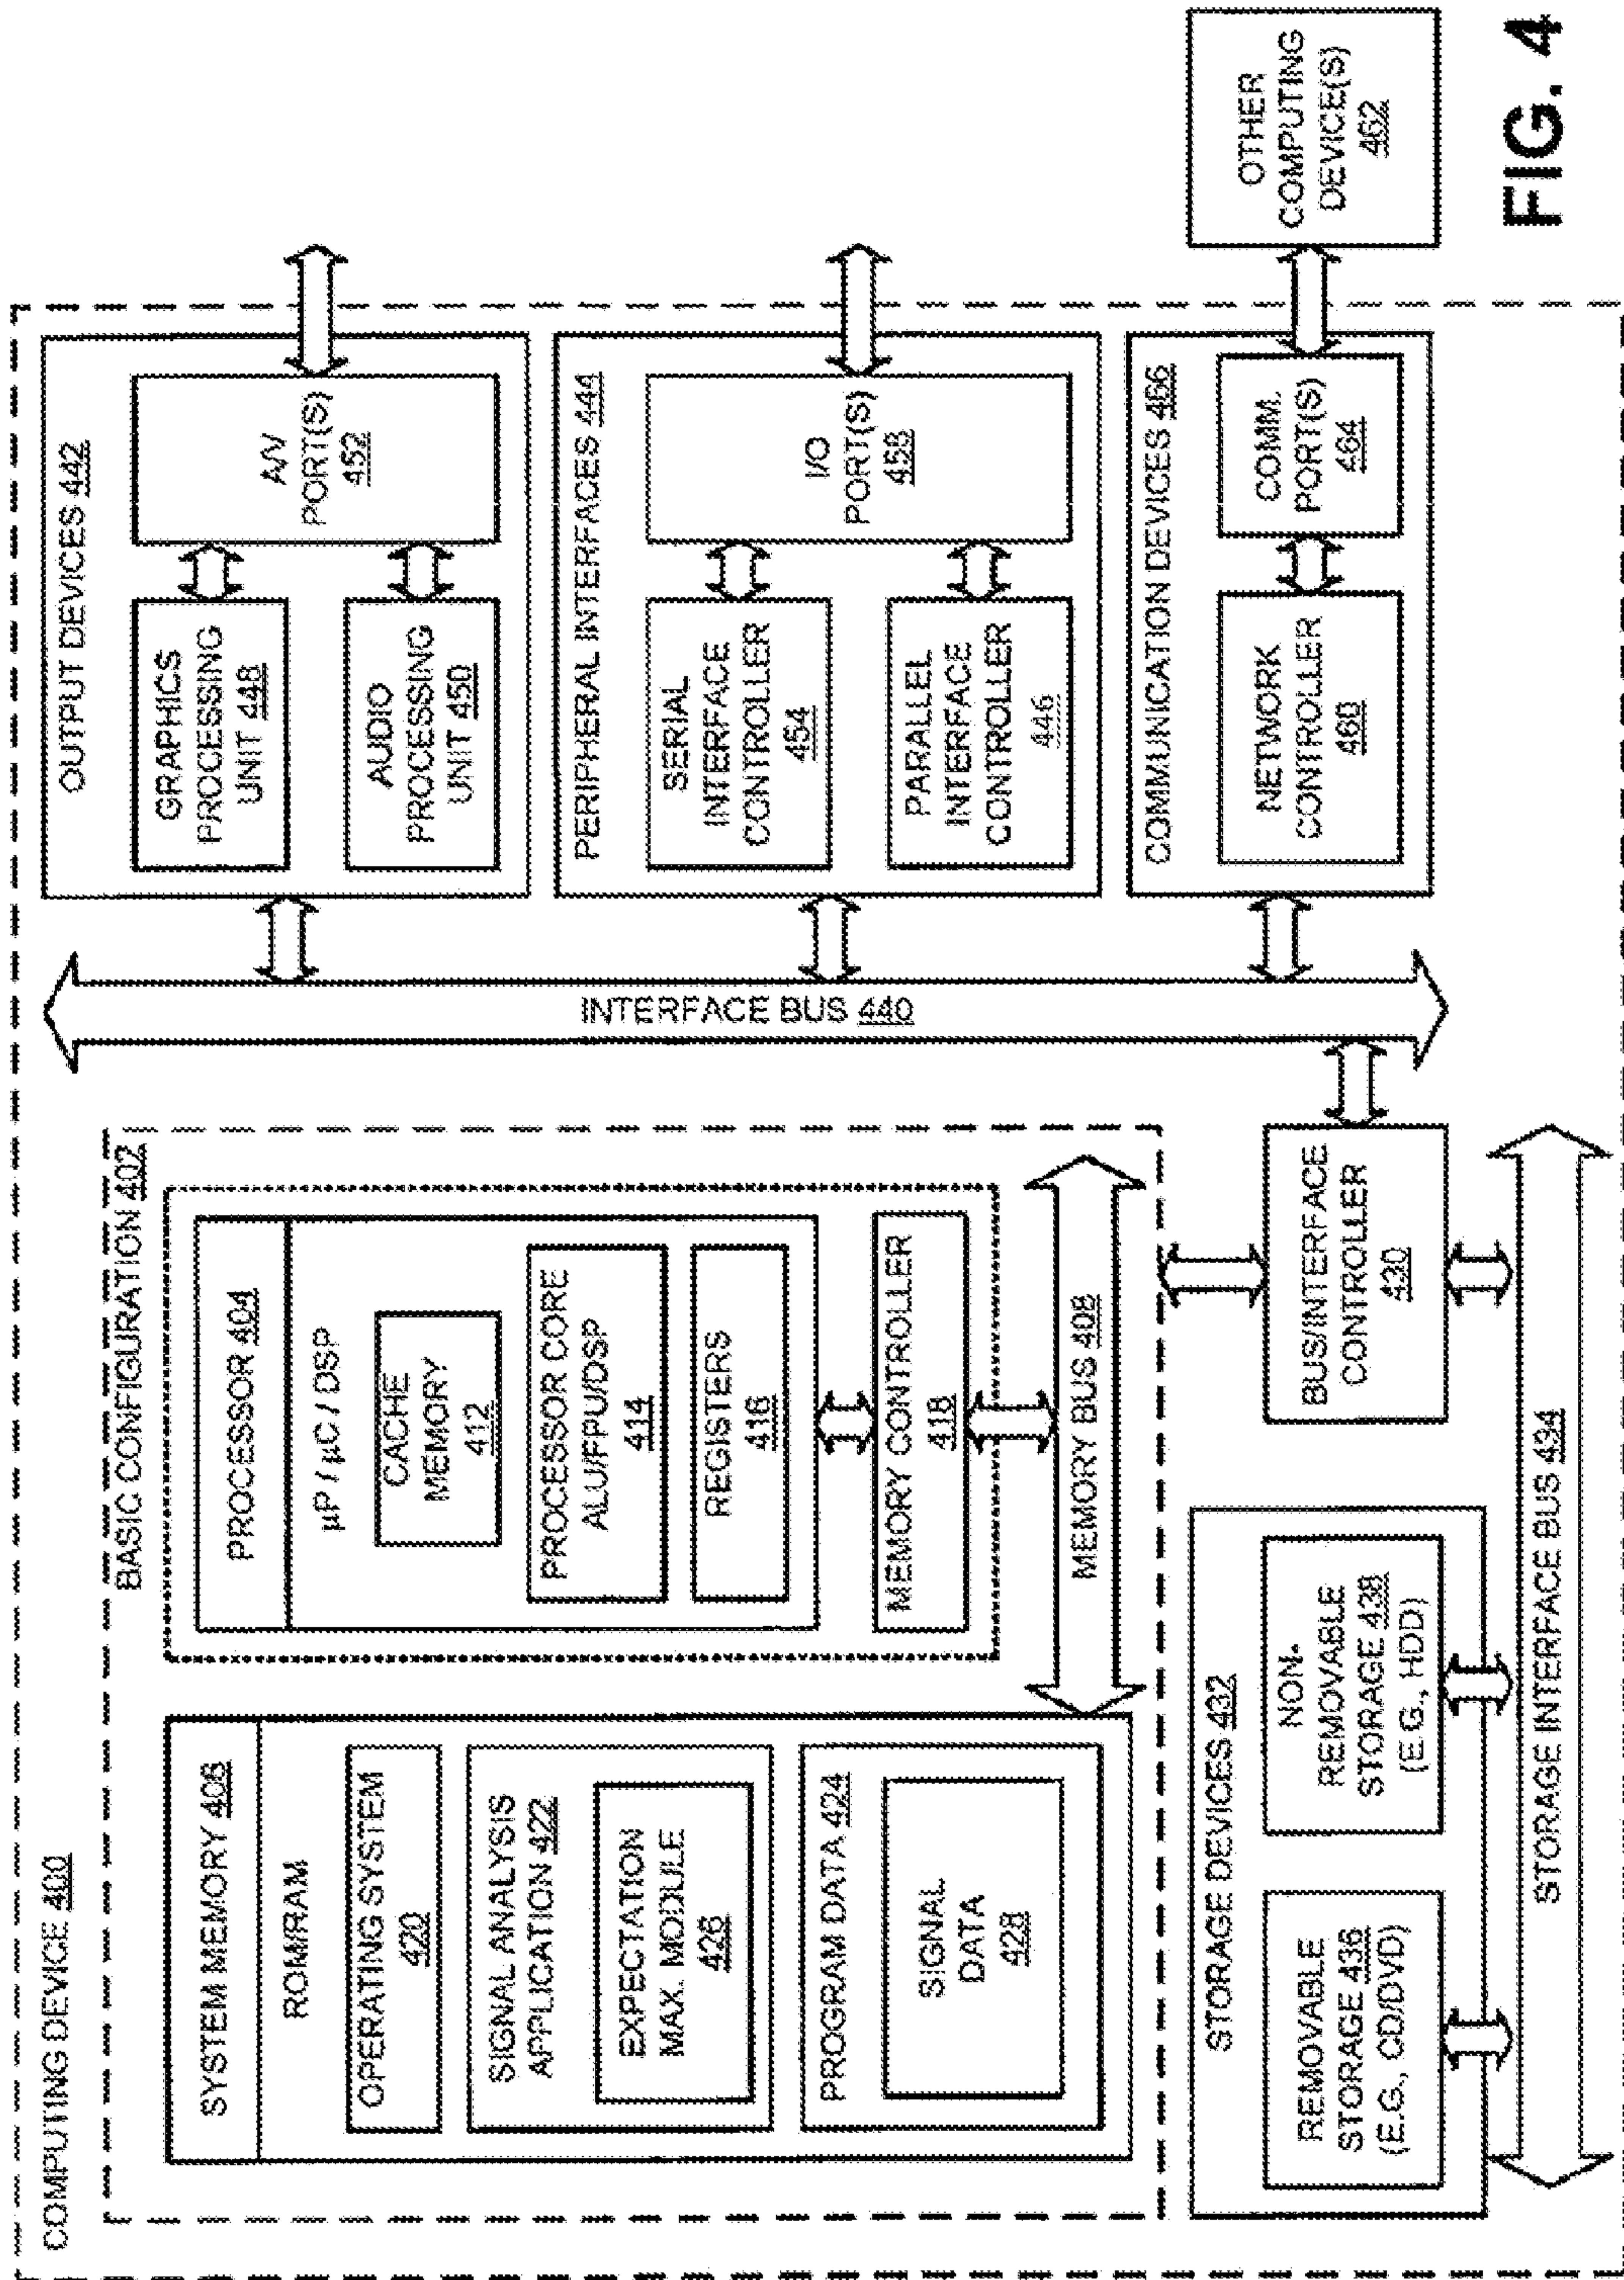 COMPUTING DEVICE 400
BASIC CONFIGURATION 402
SYSTEM MEMORY 406
ROM/RAM
OPERATING SYSTEM
420
SIGNAL ANALYSIS
APPLICATION 422
EXPECTATION
MAX. MODULE
426
PROGRAM DATA 424
SIGNAL
DATA
428
PROCESSOR 404
µP / µC / DSP
CACHE
MEMORY
412
PROCESSOR CORE
ALU/FPU/DSP
414
REGISTERS
416
MEMORY CONTROLLER
418
MEMORY BUS 408
STORAGE DEVICES 432
REMOVABLE
STORAGE 436
(E.G., CD/DVD)
NON-
REMOVABLE
STORAGE 438
(E.G., HDD)
BUS/INTERFACE
CONTROLLER
430
STORAGE INTERFACE BUS 434
INTERFACE BUS 440
OUTPUT DEVICES 442
GRAPHICS
PROCESSING
UNIT 448
AUDIO
PROCESSING
UNIT 450
A/V
PORT(S)
452
PERIPHERAL INTERFACES 444
SERIAL
INTERFACE
CONTROLLER
454
PARALLEL
INTERFACE
CONTROLLER
446
I/O
PORT(S)
458
COMMUNICATION DEVICES 466
NETWORK
CONTROLLER
460
COMM.
PORT(S)
464
OTHER
COMPUTING
DEVICE(S)
462
FIG. 4